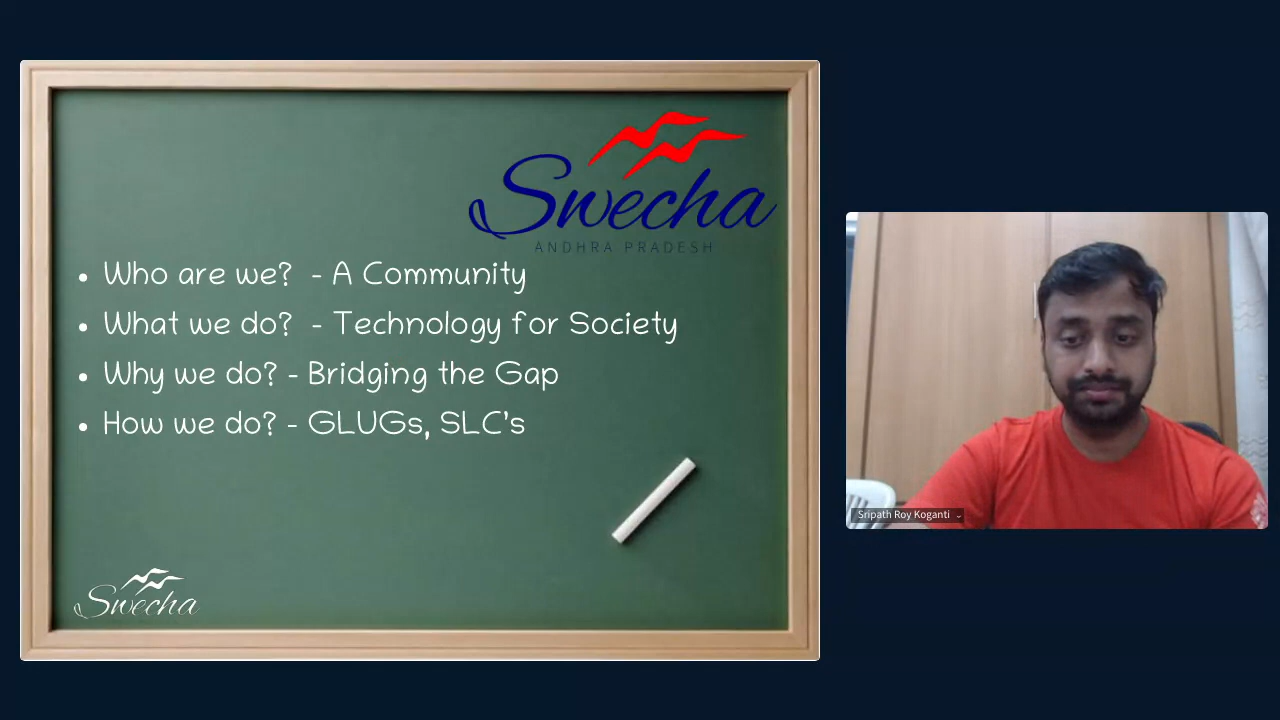 Swecha
ANDHRA PRADESH
• Who are we?  - A Community
• What we do?  - Technology for Society
• Why we do? - Bridging the Gap
• How we do? - GLUGs, SLC's
Swecha
Sripath Roy Koganti